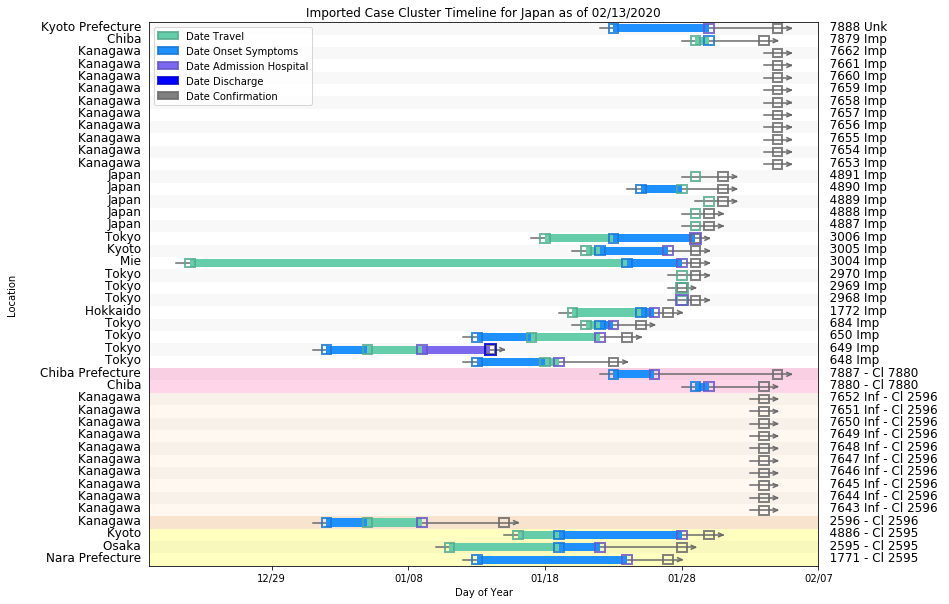 Imported Case Cluster Timeline for Japan as of 02/13/2020
Date Travel
Date Onset Symptoms
Date Admission Hospital
Date Discharge
Date Confirmation
Location
Kyoto Prefecture 7888 Unk
Chiba 7879 Imp
Kanagawa 7662 Imp
Kanagawa 7661 Imp
Kanagawa 7660 Imp
Kanagawa 7659 Imp
Kanagawa 7658 Imp
Kanagawa 7657 Imp
Kanagawa 7656 Imp
Kanagawa 7655 Imp
Kanagawa 7654 Imp
Kanagawa 7653 Imp
Japan 4891 Imp
Japan 4890 Imp
Japan 4889 Imp
Japan 4888 Imp
Japan 4887 Imp
Tokyo 3006 Imp
Kyoto 3005 Imp
Mie 3004 Imp
Tokyo 2970 Imp
Tokyo 2969 Imp
Tokyo 2968 Imp
Hokkaido 1772 Imp
Tokyo 684 Imp
Tokyo 650 Imp
Tokyo 649 Imp
Tokyo 648 Imp
Chiba Prefecture 7887 - Cl 7880
Chiba 7880 - Cl 7880
Kanagawa 7652 Inf - Cl 2596
Kanagawa 7651 Inf - Cl 2596
Kanagawa 7650 Inf - Cl 2596
Kanagawa 7649 Inf - Cl 2596
Kanagawa 7648 Inf - Cl 2596
Kanagawa 7647 Inf - Cl 2596
Kanagawa 7646 Inf - Cl 2596
Kanagawa 7645 Inf - Cl 2596
Kanagawa 7644 Inf - Cl 2596
Kanagawa 7643 Inf - Cl 2596
Kanagawa 2596 - Cl 2596
Kyoto 4886 - Cl 2595
Osaka 2595 - Cl 2595
Nara Prefecture 1771 - Cl 2595
12/29 01/08 01/18 01/28 02/07
Day of Year